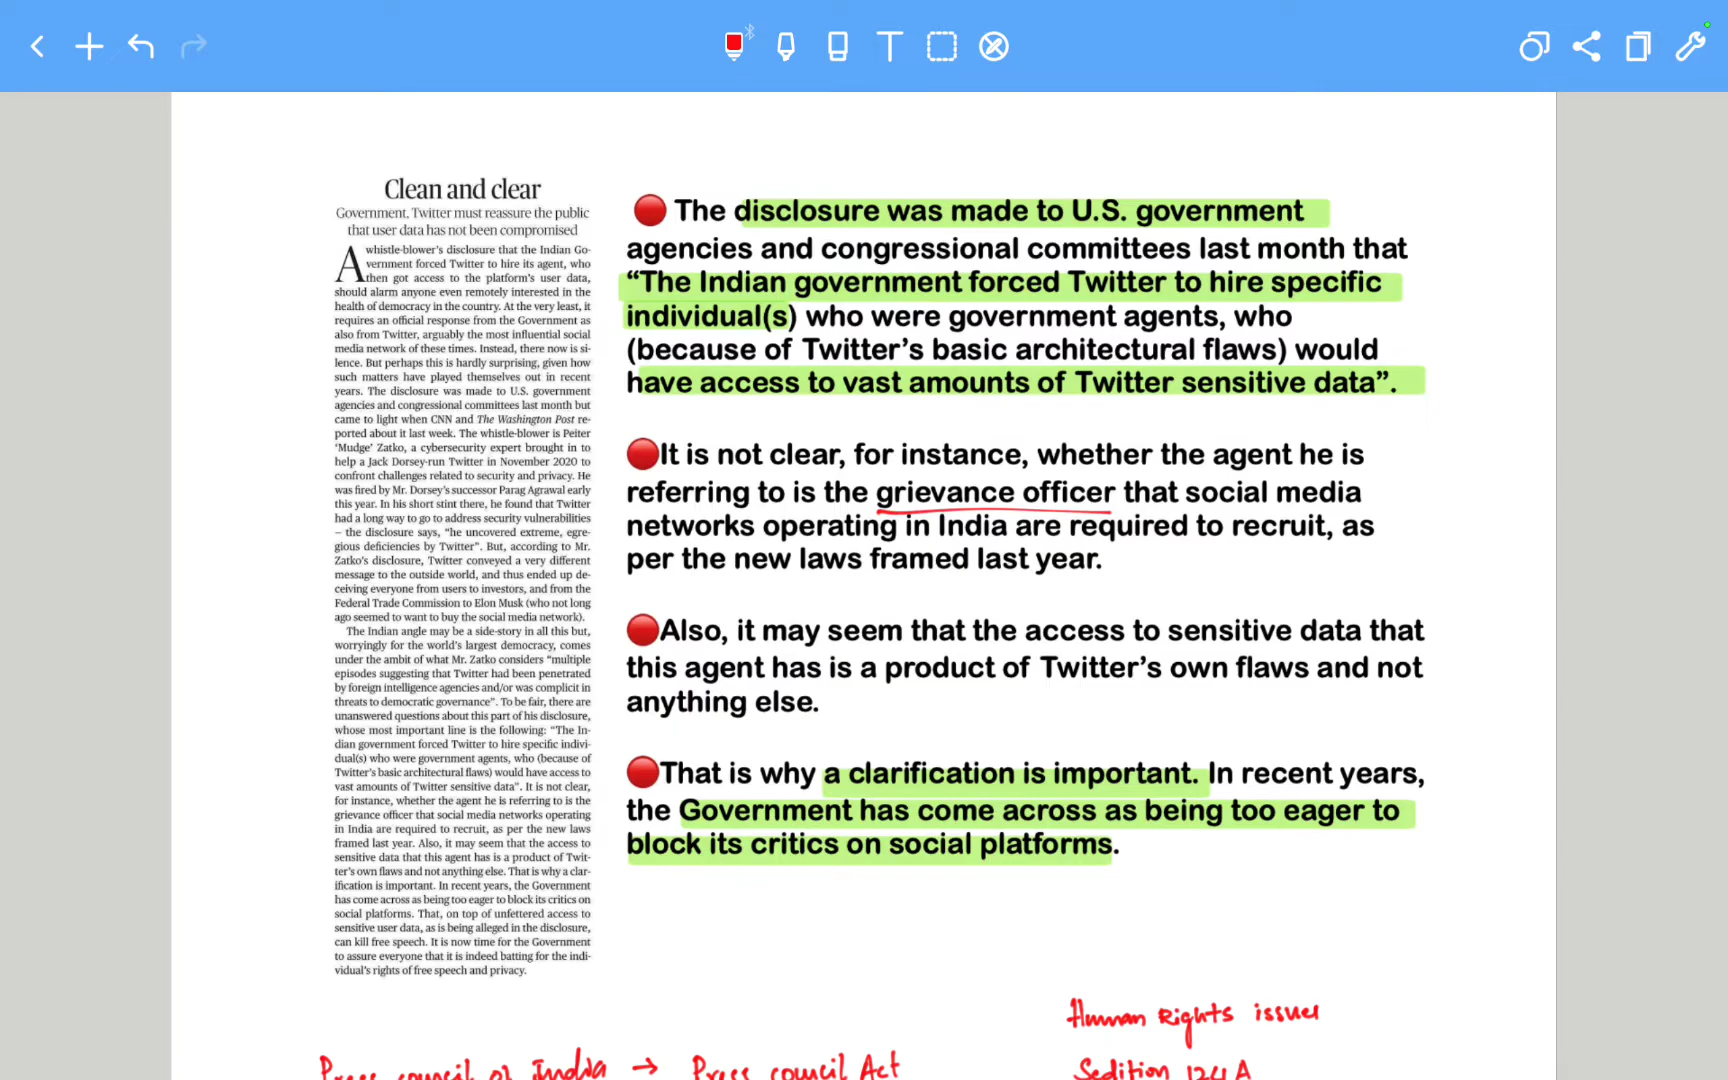 Clean and clear
Government, Twitter must reassure the public
that user data has not been compromised
A whistle-blower's disclosure that the Indian Go-
vernment forced Twitter to hire its agent, who
then got access to the platform's user data,
should alarm anyone even remotely interested in the
health of democracy in the country. At the very least, it
requires an official response from the Government as
also from Twitter, arguably the most influential social
media network of these times. Instead, there now is si-
lence. But perhaps this is hardly surprising, given how
such matters have played themselves out in recent
years. The disclosure was made to U.S. government
agencies and congressional committees last month but
came to light when CNN and The Washington Post re-
ported about it last week. The whistle-blower is Peiter
'Mudge' Zatko, a cybersecurity expert brought in to
help a Jack Dorsey-run Twitter in November 2020 to
confront challenges related to security and privacy. He
was fired by Mr. Dorsey's successor Parag Agrawal early
this year. In his short stint there, he found that Twitter
had a long way to go to address security vulnerabilities
– the disclosure says, "he uncovered extreme, egre-
gious deficiencies by Twitter". But, according to Mr.
Zatko's disclosure, Twitter conveyed a very different
message to the outside world, and thus ended up de-
ceiving everyone from users to investors, and from the
Federal Trade Commission to Elon Musk (who not long
ago seemed to want to buy the social media network).
The Indian angle may be a side-story in all this but,
worryingly for the world's largest democracy, comes
under the ambit of what Mr. Zatko considers "multiple
episodes suggesting that Twitter had been penetrated
by foreign intelligence agencies and/or was complicit in
threats to democratic governance". To be fair, there are
unanswered questions about this part of his disclosure,
whose most important line is the following: "The In-
dian government forced Twitter to hire specific indivi-
dual(s) who were government agents, who (because of
Twitter's basic architectural flaws) would have access to
vast amounts of Twitter sensitive data". It is not clear,
for instance, whether the agent he is referring to is the
grievance officer that social media networks operating
in India are required to recruit, as per the new laws
framed last year. Also, it may seem that the access to
sensitive data that this agent has is a product of Twit-
ter's own flaws and not anything else. That is why a clar-
ification is important. In recent years, the Government
has come across as being too eager to block its critics on
social platforms. That, on top of unfettered access to
sensitive user data, as is being alleged in the disclosure,
can kill free speech. It is now time for the Government
to assure everyone that it is indeed batting for the indi-
vidual's rights of free speech and privacy.
The disclosure was made to U.S. government
agencies and congressional committees last month that
“The Indian government forced Twitter to hire specific
individual(s) who were government agents, who
(because of Twitter’s basic architectural flaws) would
have access to vast amounts of Twitter sensitive data”.
It is not clear, for instance, whether the agent he is
referring to is the grievance officer that social media
networks operating in India are required to recruit, as
per the new laws framed last year.
Also, it may seem that the access to sensitive data that
this agent has is a product of Twitter’s own flaws and not
anything else.
That is why a clarification is important. In recent years,
the Government has come across as being too eager to
block its critics on social platforms.
Human Rights issues
Press council of India → Press council Act
Sedition 124 A